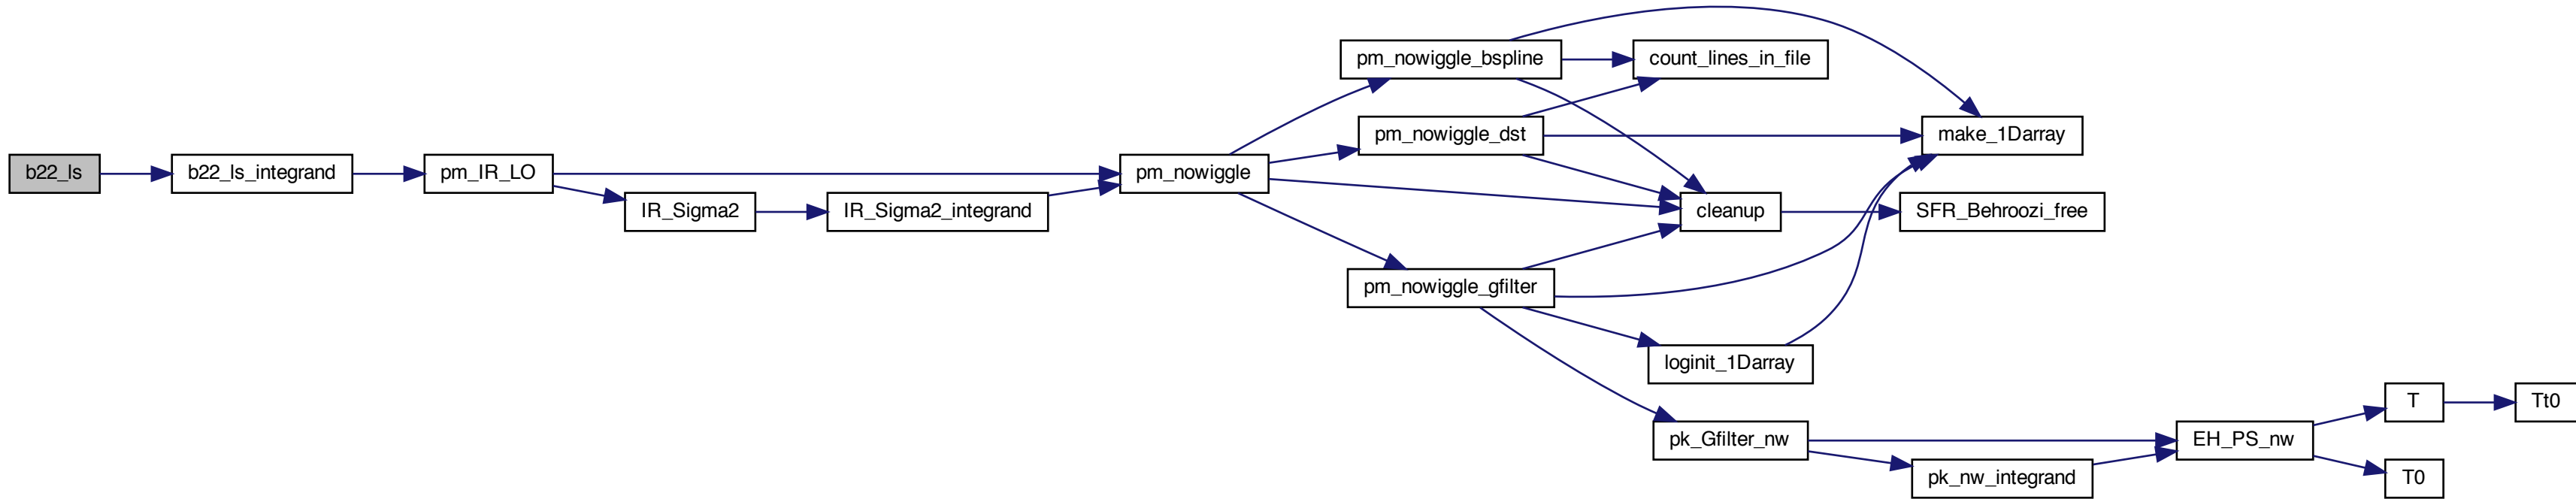 b22_ls
b22_ls_integrand
pm_IR_LO
IR_Sigma2
IR_Sigma2_integrand
pm_nowiggle
pm_nowiggle_bspline
pm_nowiggle_dst
pm_nowiggle_gfilter
count_lines_in_file
cleanup
loginit_1Darray
pk_Gfilter_nw
make_1Darray
SFR_Behroozi_free
pk_nw_integrand
EH_PS_nw
T
T0
Tt0